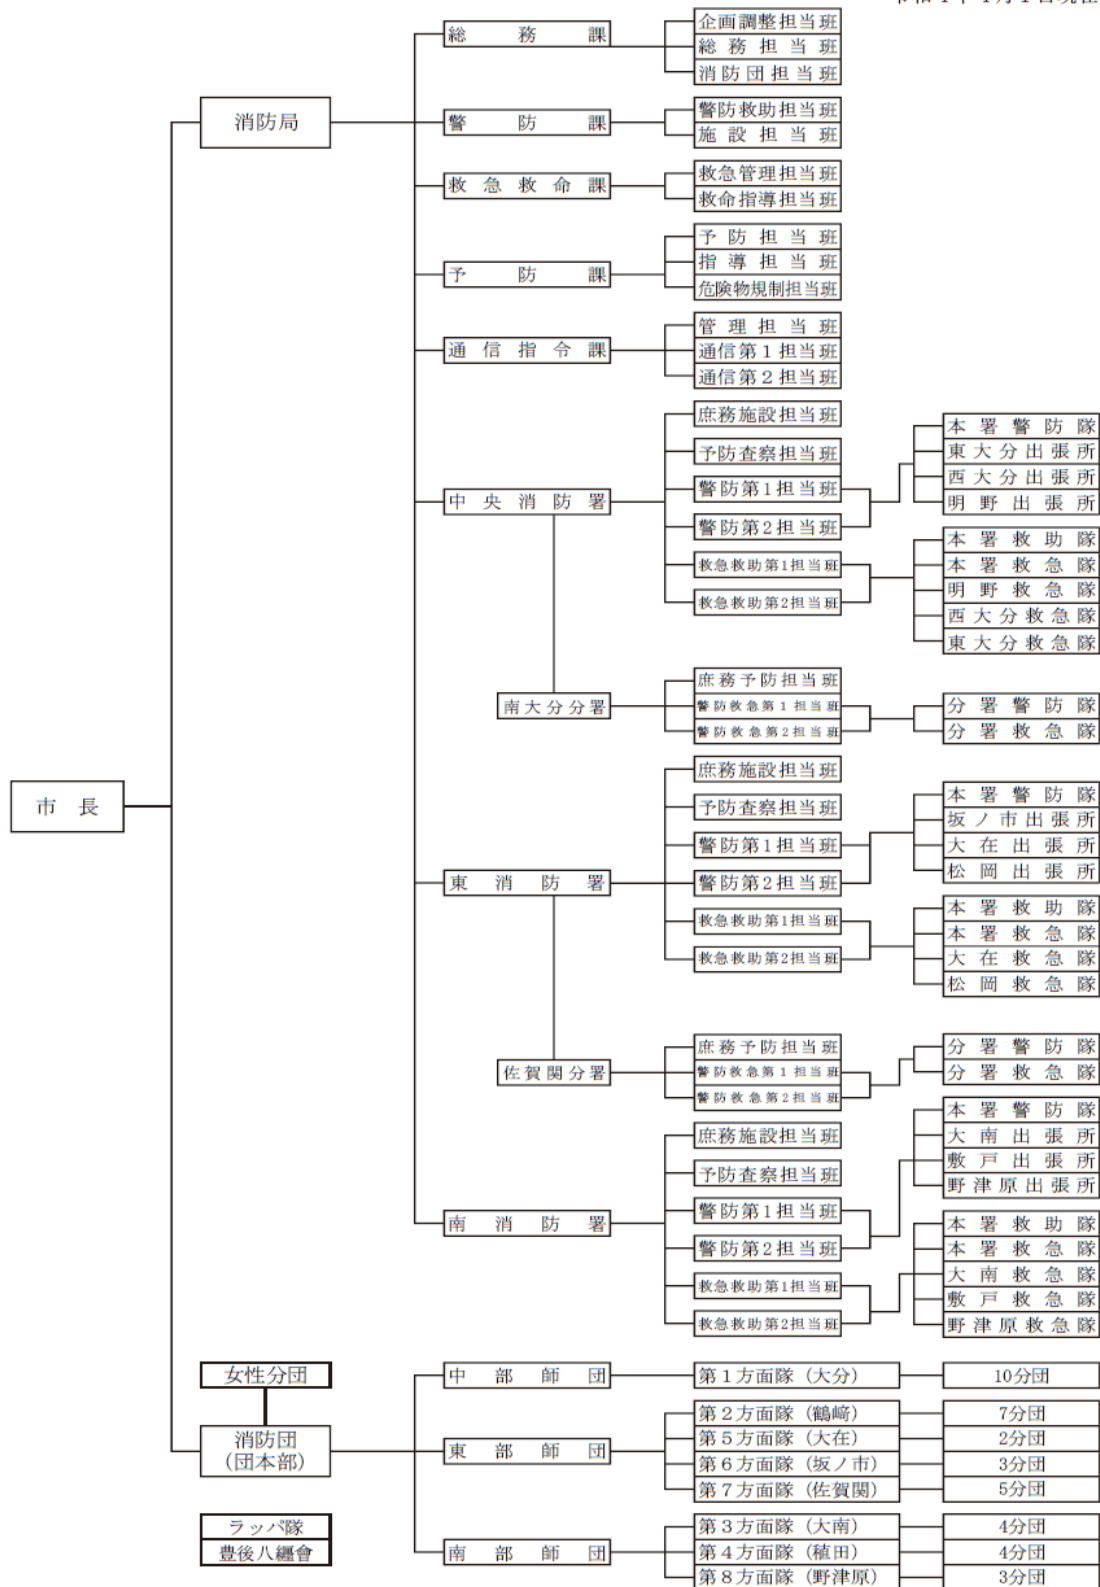 総務課
企画調整担当班
総務担当班
消防団担当班
消防局
警防課
警防救助担当班
施設担当班
救急救命課
救急管理担当班
救命指導担当班
予防課
予防担当班
指導担当班
危険物規制担当班
通信指令課
管理担当班
通信第1担当班
通信第2担当班
中央消防署
庶務施設担当班
予防査察担当班
警防第1担当班
警防第2担当班
救急救助第1担当班
救急救助第2担当班
本署警防隊
東大分出張所
西大分出張所
明野出張所
本署救助隊
本署救急隊
明野救急隊
西大分救急隊
東大分救急隊
南大分分署
庶務予防担当班
警防救急第1担当班
警防救急第2担当班
分署警防隊
分署救急隊
市長
東消防署
庶務施設担当班
予防査察担当班
警防第1担当班
警防第2担当班
救急救助第1担当班
救急救助第2担当班
本署警防隊
坂ノ市出張所
大在出張所
松岡出張所
本署救助隊
本署救急隊
大在救急隊
松岡救急隊
佐賀関分署
庶務予防担当班
警防救急第1担当班
警防救急第2担当班
分署警防隊
分署救急隊
南消防署
庶務施設担当班
予防査察担当班
警防第1担当班
警防第2担当班
救急救助第1担当班
救急救助第2担当班
本署警防隊
大南出張所
敷戸出張所
野津原出張所
本署救助隊
本署救急隊
大南救急隊
敷戸救急隊
野津原救急隊
女性分団
消防団
(団本部)
ラッパ隊
豊後八纒會
中部師団
第1方面隊(大分)
10分団
東部師団
第2方面隊(鶴﨑)
7分団
第5方面隊(大在)
2分団
第6方面隊(坂ノ市)
3分団
第7方面隊(佐賀関)
5分団
南部師団
第3方面隊(大南)
4分団
第4方面隊(稙田)
4分団
第8方面隊(野津原)
3分団